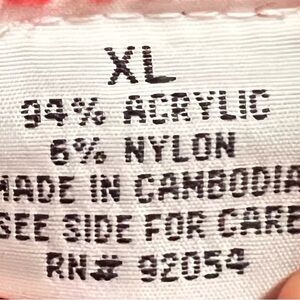 XL
94% ACRYLIC
6% NYLON
MADE IN CAMBODIA
SEE SIDE FOR CARE
RN# 92054